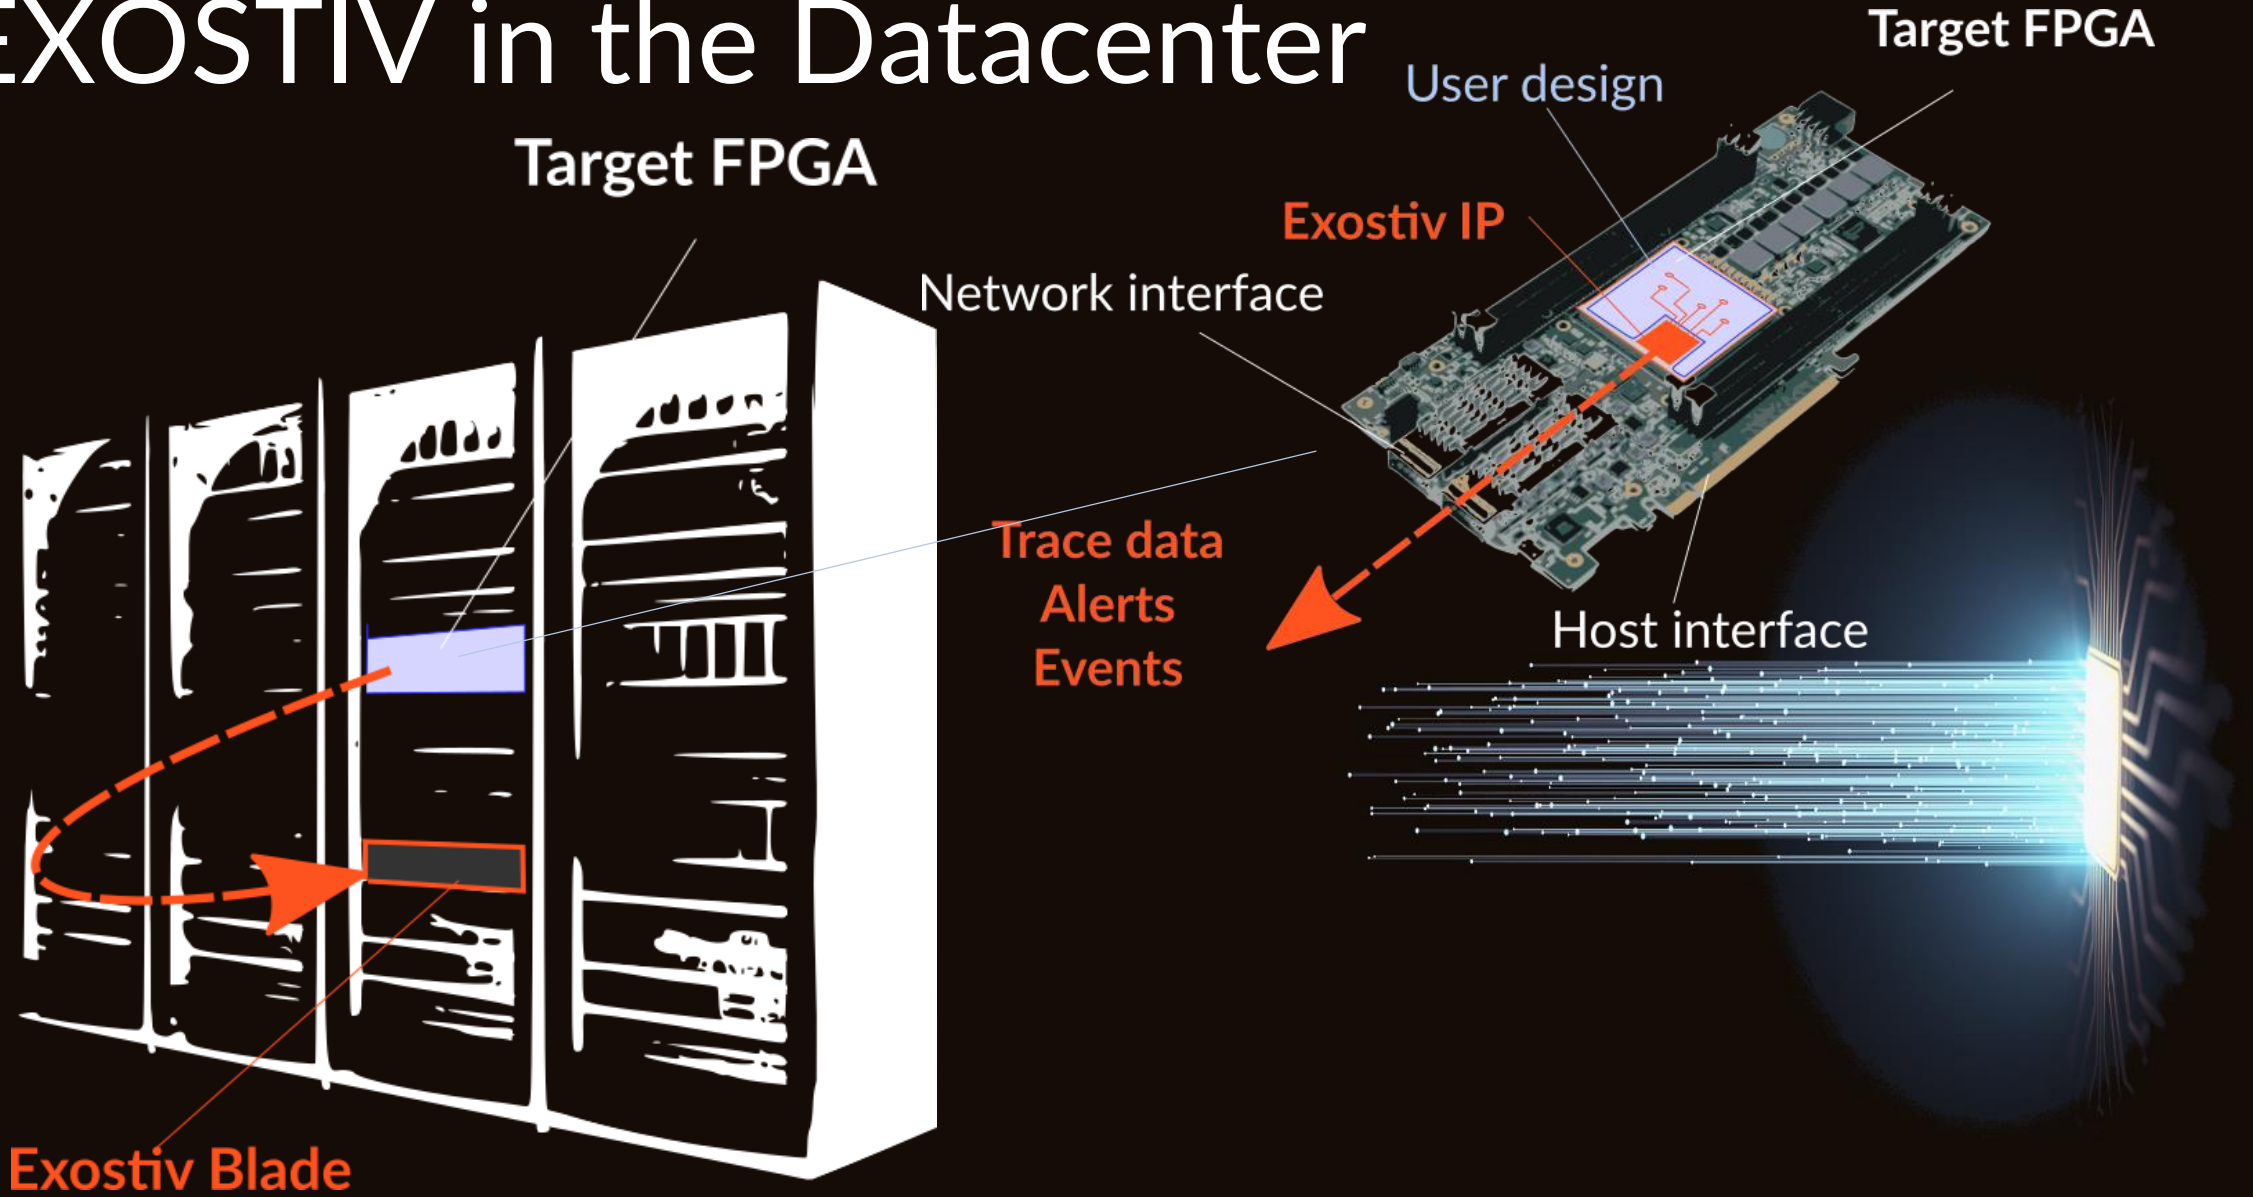 EXOSTIV in the Datacenter
Target FPGA
User design
Target FPGA
Exostiv IP
Network interface
Trace data
Alerts
Events
Host interface
Exostiv Blade